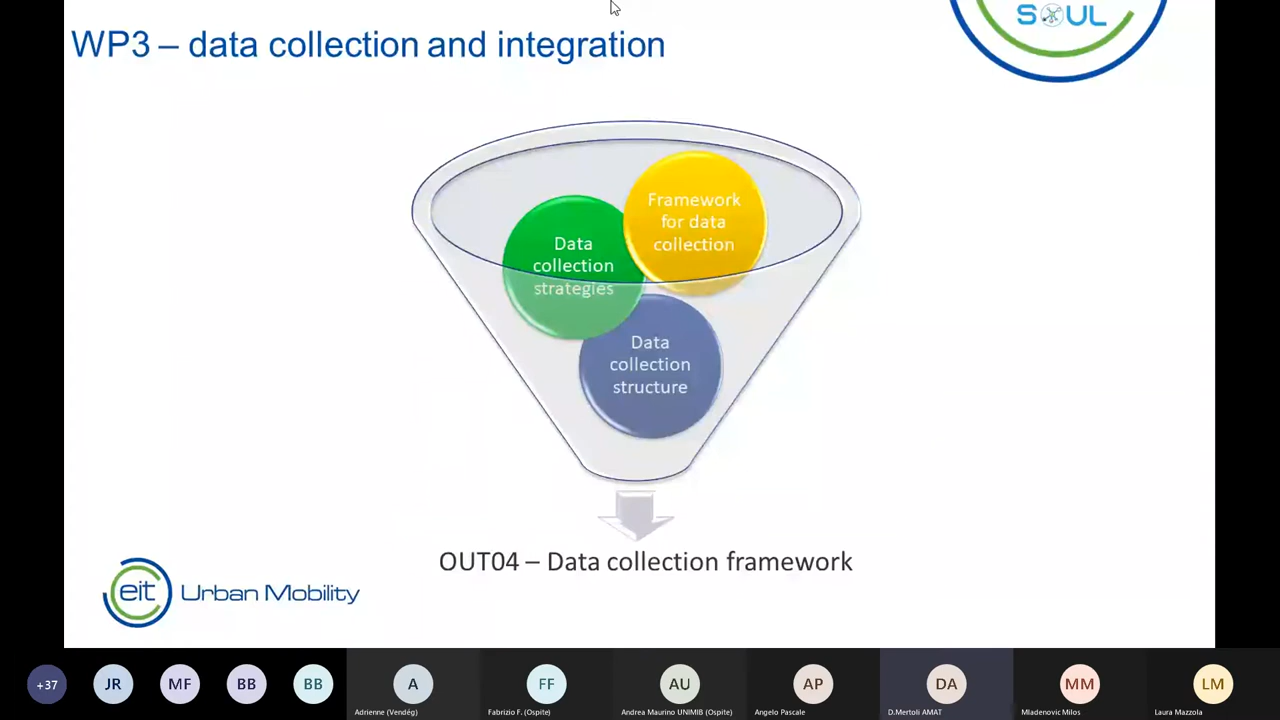 WP3 – data collection and integration
SOUL
Framework
for data
collection
Data
collection
strategies
Data
collection
structure
OUT04 – Data collection framework
eit Urban Mobility
+37
JR
MF
BB
BB
A
FF
AU
AP
DA
MM
LM
Adrienne (Vendég)
Fabrizio F. (Ospite)
Andrea Maurino UNIMIB (Ospite)
Angelo Pascale
D.Mertoli AMAT
Mladenovic Milos
Laura Mazzola